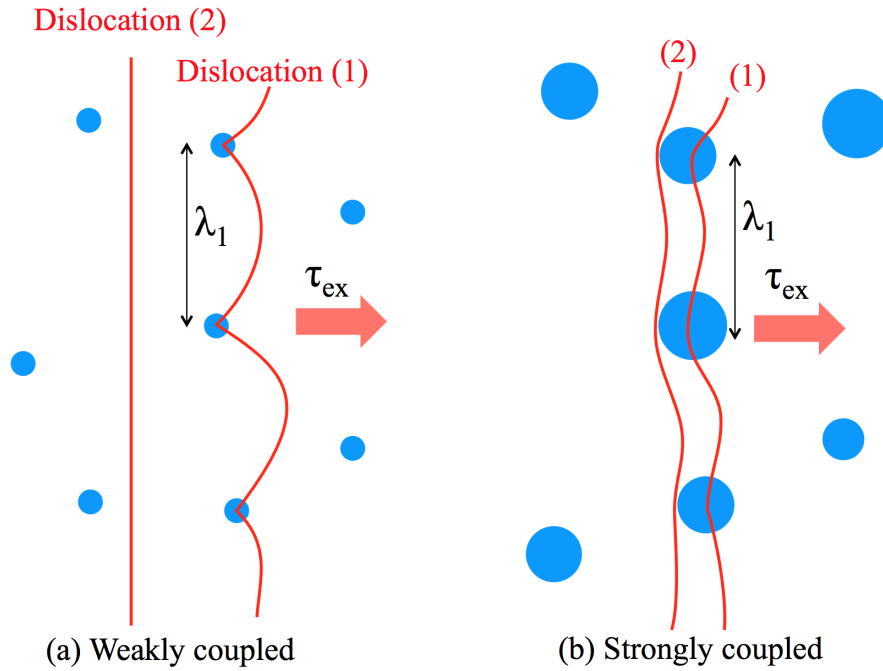 Dislocation (2)
Dislocation (1)
λ1
τex
(a) Weakly coupled
(2)
(1)
λ1
τex
(b) Strongly coupled